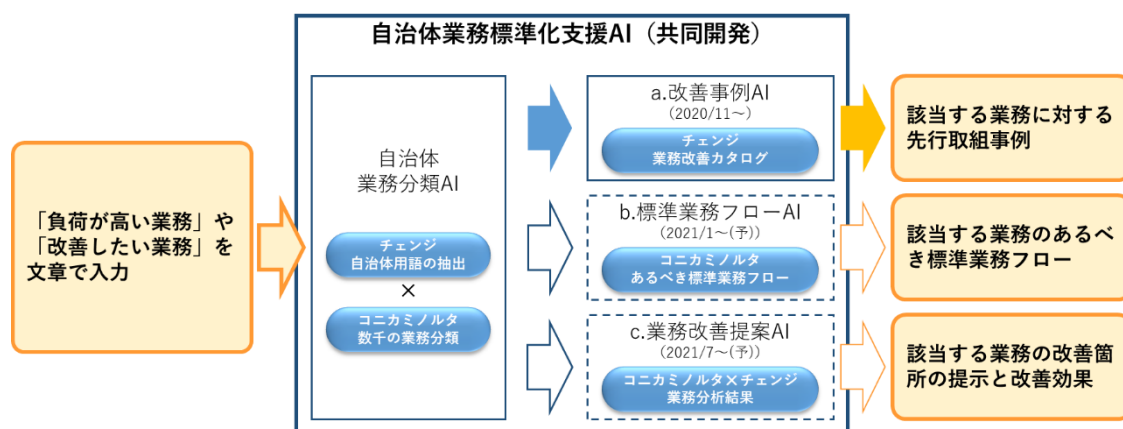 自治体業務標準化支援AI（共同開発）
「負荷が高い業務」や
「改善したい業務」を
文章で入力
自治体
業務分類AI
チェンジ
自治体用語の抽出
×
コニカミノルタ
数千の業務分類
a.改善事例AI
(2020/11～)
チェンジ
業務改善カタログ
該当する業務に対する
先行取組事例
b.標準業務フローAI
(2021/1～(予))
コニカミノルタ
あるべき標準業務フロー
該当する業務のあるべ
き標準業務フロー
c.業務改善提案AI
(2021/7～(予))
コニカミノルタ×チェンジ
業務分析結果
該当する業務の改善箇
所の提示と改善効果